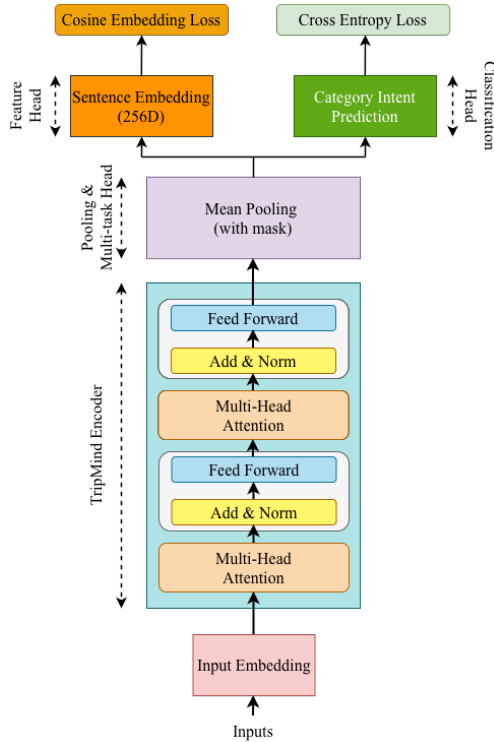 Cosine Embedding Loss
Cross Entropy Loss
Feature
Head
Sentence Embedding
(256D)
Category Intent
Prediction
Classification
Head
Pooling &
Multi-task Head
Mean Pooling
(with mask)
TripMind Encoder
Feed Forward
Add & Norm
Multi-Head
Attention
Feed Forward
Add & Norm
Multi-Head
Attention
Input Embedding
Inputs